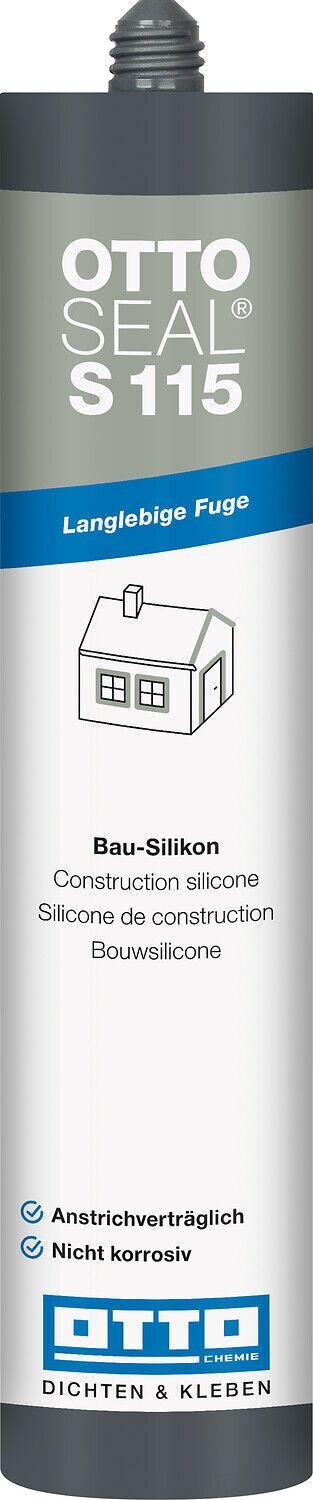 OTTO
SEAL®
S 115
Langlebige Fuge
Bau-Silikon
Construction silicone
Silicone de construction
Bouwsilicone
Anstrichverträglich
Nicht korrosiv
OTTO
CHEMIE
DICHTEN & KLEBEN